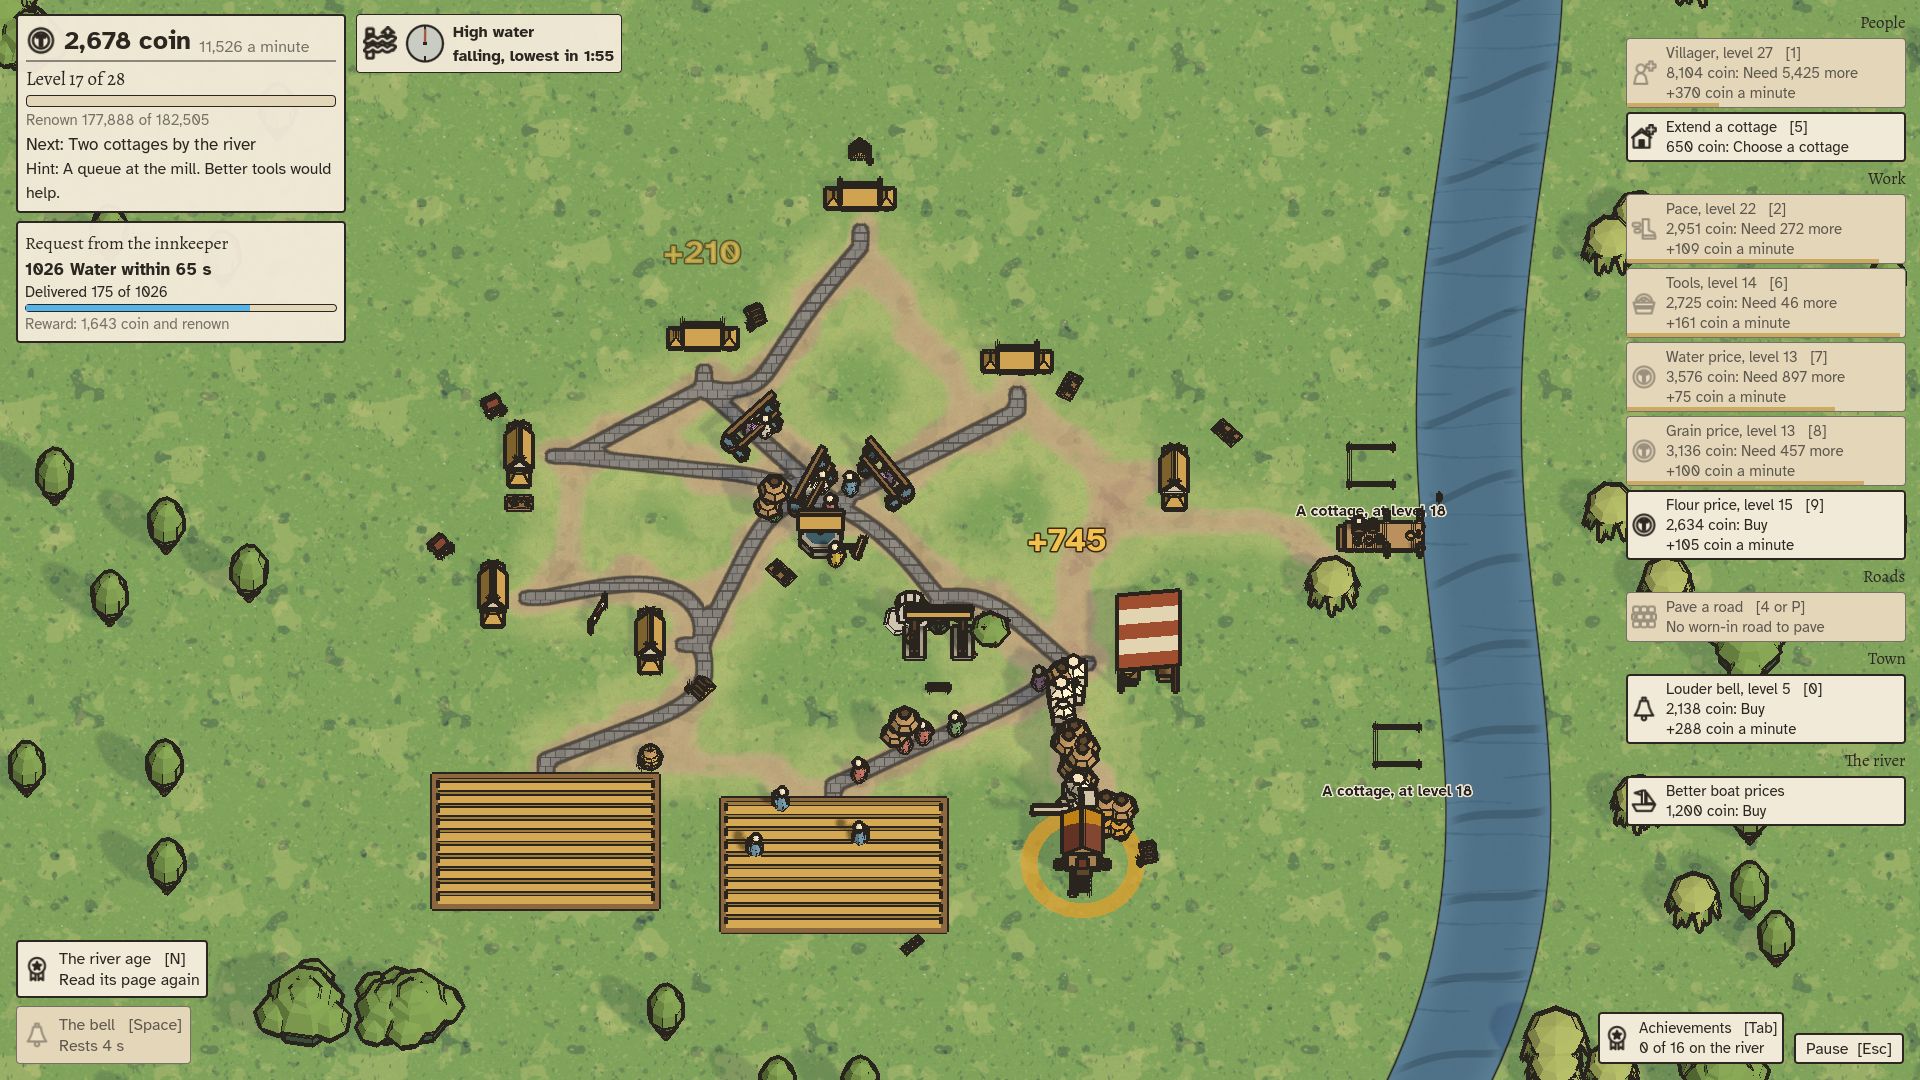 2,678 coin 11,526 a minute
Level 17 of 28
Renown 177,888 of 182,505
Next: Two cottages by the river
Hint: A queue at the mill. Better tools would
help.
Request from the innkeeper
1026 Water within 65 s
Delivered 175 of 1026
Reward: 1,643 coin and renown
High water
falling, lowest in 1:55
+210
+745
A cottage, at level 18
A cottage, at level 18
People
Villager, level 27 [1]
8,104 coin: Need 5,425 more
+370 coin a minute
Extend a cottage [5]
650 coin: Choose a cottage
Work
Pace, level 22 [2]
2,951 coin: Need 272 more
+109 coin a minute
Tools, level 14 [6]
2,725 coin: Need 46 more
+161 coin a minute
Water price, level 13 [7]
3,576 coin: Need 897 more
+75 coin a minute
Grain price, level 13 [8]
3,136 coin: Need 457 more
+100 coin a minute
Flour price, level 15 [9]
2,634 coin: Buy
+105 coin a minute
Roads
Pave a road [4 or P]
No worn-in road to pave
Town
Louder bell, level 5 [0]
2,138 coin: Buy
+288 coin a minute
The river
Better boat prices
1,200 coin: Buy
The river age [N]
Read its page again
The bell [Space]
Rests 4 s
Achievements [Tab]
0 of 16 on the river
Pause [Esc]